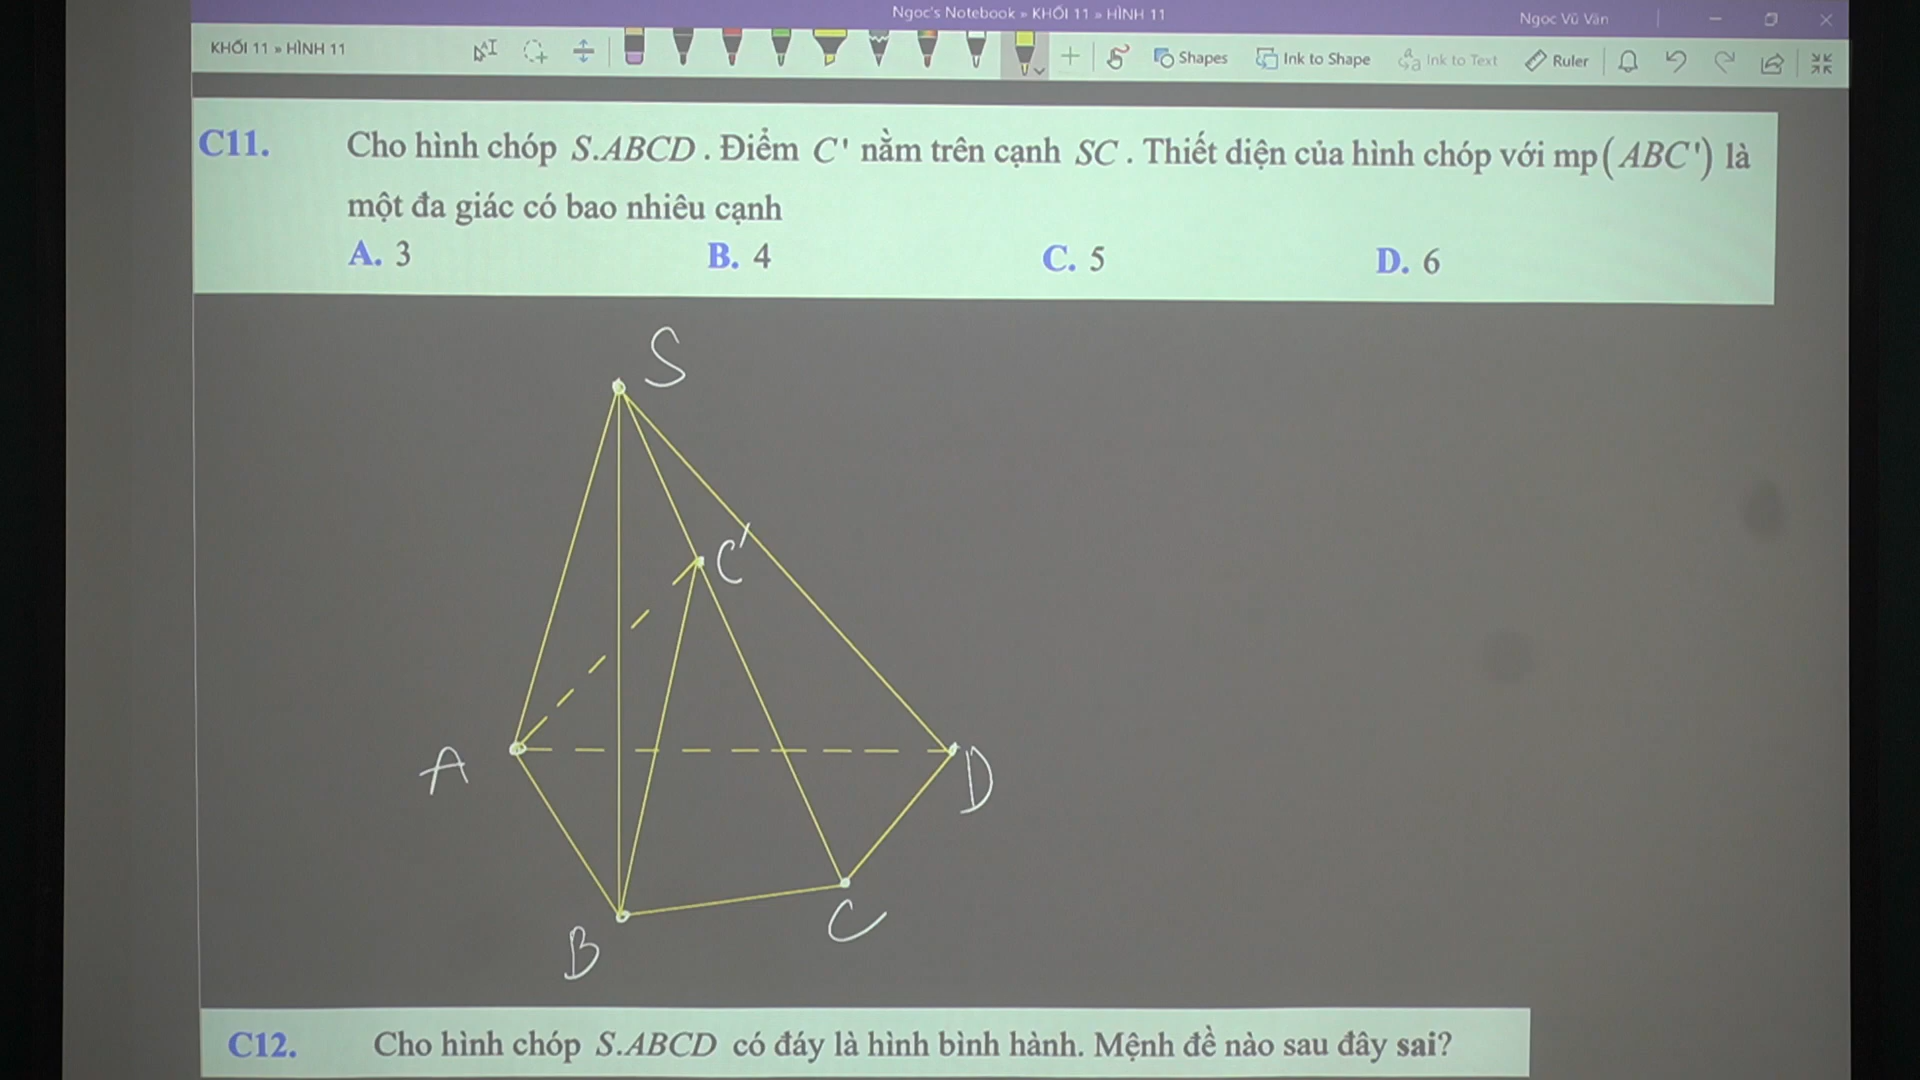 Ngoc's Notebook » KHỐI 11 » HÌNH 11
Ngoc Vũ Văn
KHỐI 11 » HÌNH 11
Shapes
Ink to Shape
Ink to Text
Ruler
C11. Cho hình chóp S.ABCD. Điểm C' nằm trên cạnh SC. Thiết diện của hình chóp với mp(ABC') là
một đa giác có bao nhiêu cạnh
A. 3 B. 4 C. 5 D. 6
S
C'
A
D
B
C
C12. Cho hình chóp S.ABCD có đáy là hình bình hành. Mệnh đề nào sau đây sai?